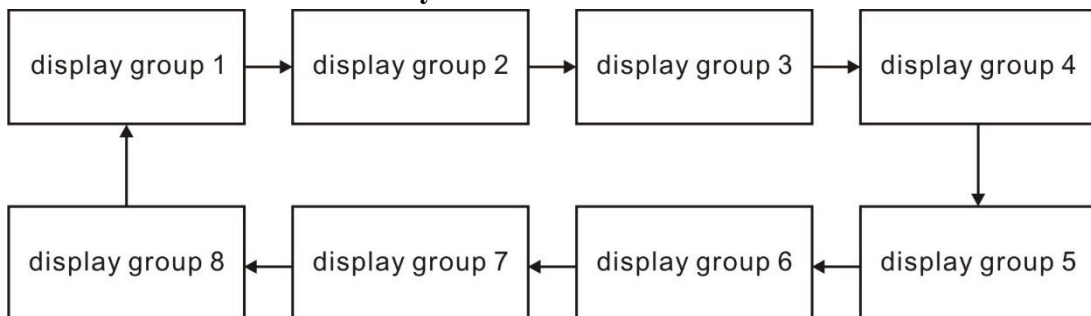 display group 1
display group 2
display group 3
display group 4
display group 8
display group 7
display group 6
display group 5